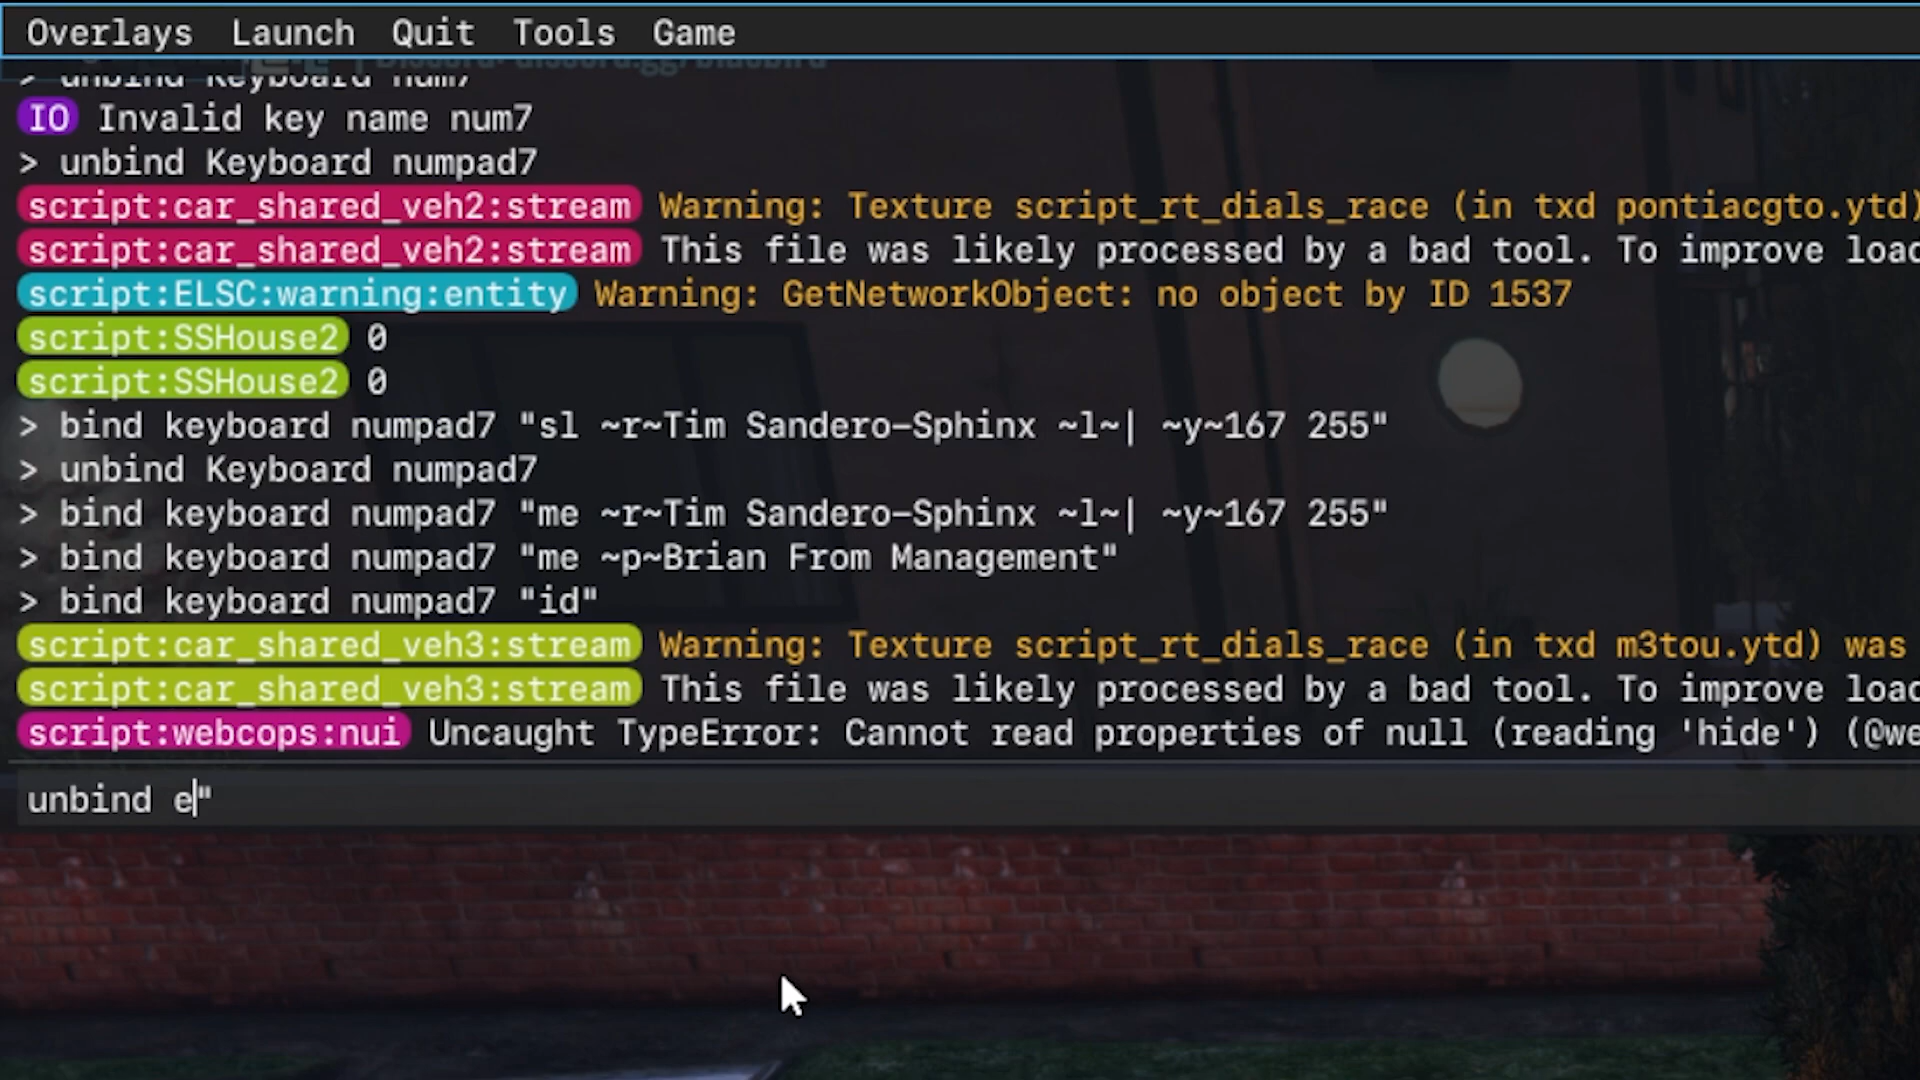 Overlays Launch Quit Tools Game
> unbind Keyboard num7
IO Invalid key name num7
> unbind Keyboard numpad7
script:car_shared_veh2:stream Warning: Texture script_rt_dials_race (in txd pontiacgto.ytd)
script:car_shared_veh2:stream This file was likely processed by a bad tool. To improve load
script:ELSC:warning:entity Warning: GetNetworkObject: no object by ID 1537
script:SSHouse2 0
script:SSHouse2 0
> bind keyboard numpad7 "sl ~r~Tim Sandero-Sphinx ~l~| ~y~167 255"
> unbind Keyboard numpad7
> bind keyboard numpad7 "me ~r~Tim Sandero-Sphinx ~l~| ~y~167 255"
> bind keyboard numpad7 "me ~p~Brian From Management"
> bind keyboard numpad7 "id"
script:car_shared_veh3:stream Warning: Texture script_rt_dials_race (in txd m3tou.ytd) was
script:car_shared_veh3:stream This file was likely processed by a bad tool. To improve load
script:webcops:nui Uncaught TypeError: Cannot read properties of null (reading 'hide') (@we
unbind e"